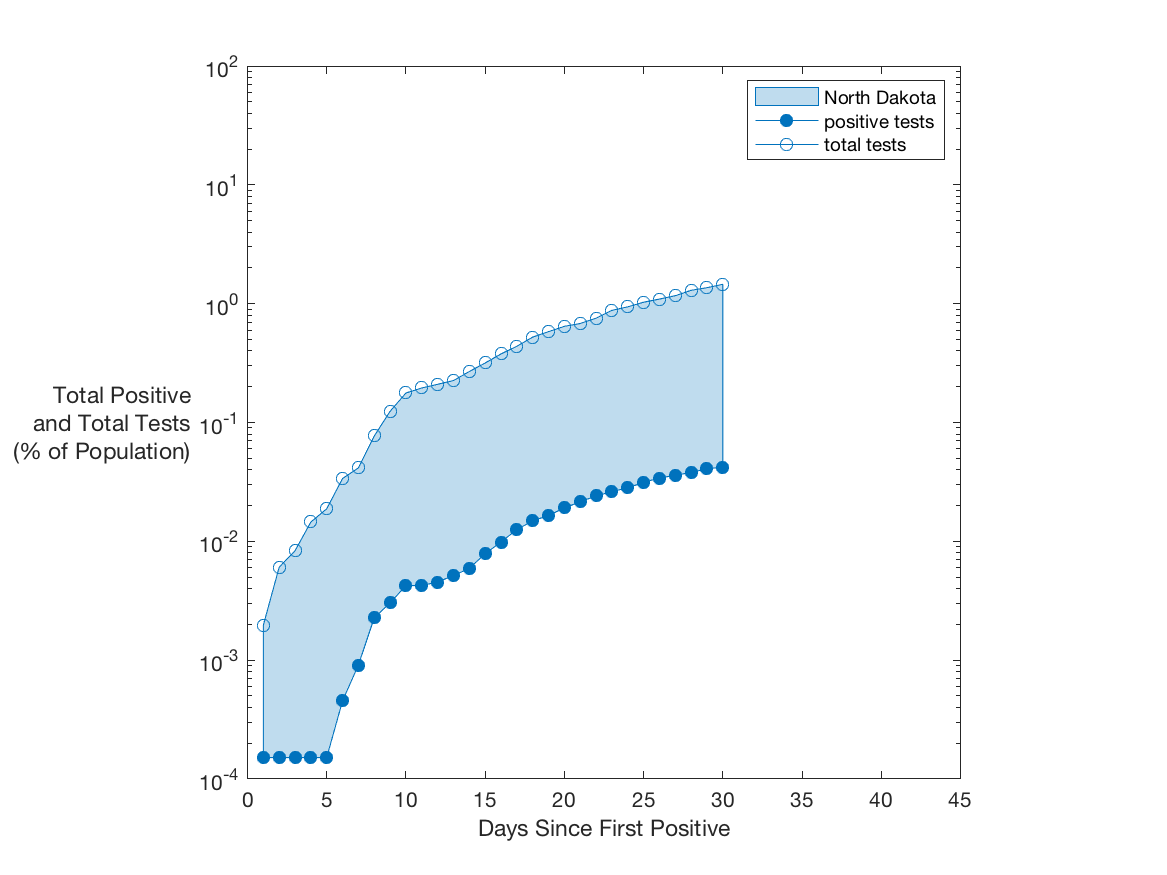 10^2
10^1
10^0
10^-1
10^-2
10^-3
10^-4
Total Positive
and Total Tests
(% of Population)
North Dakota
positive tests
total tests
0 5 10 15 20 25 30 35 40 45
Days Since First Positive